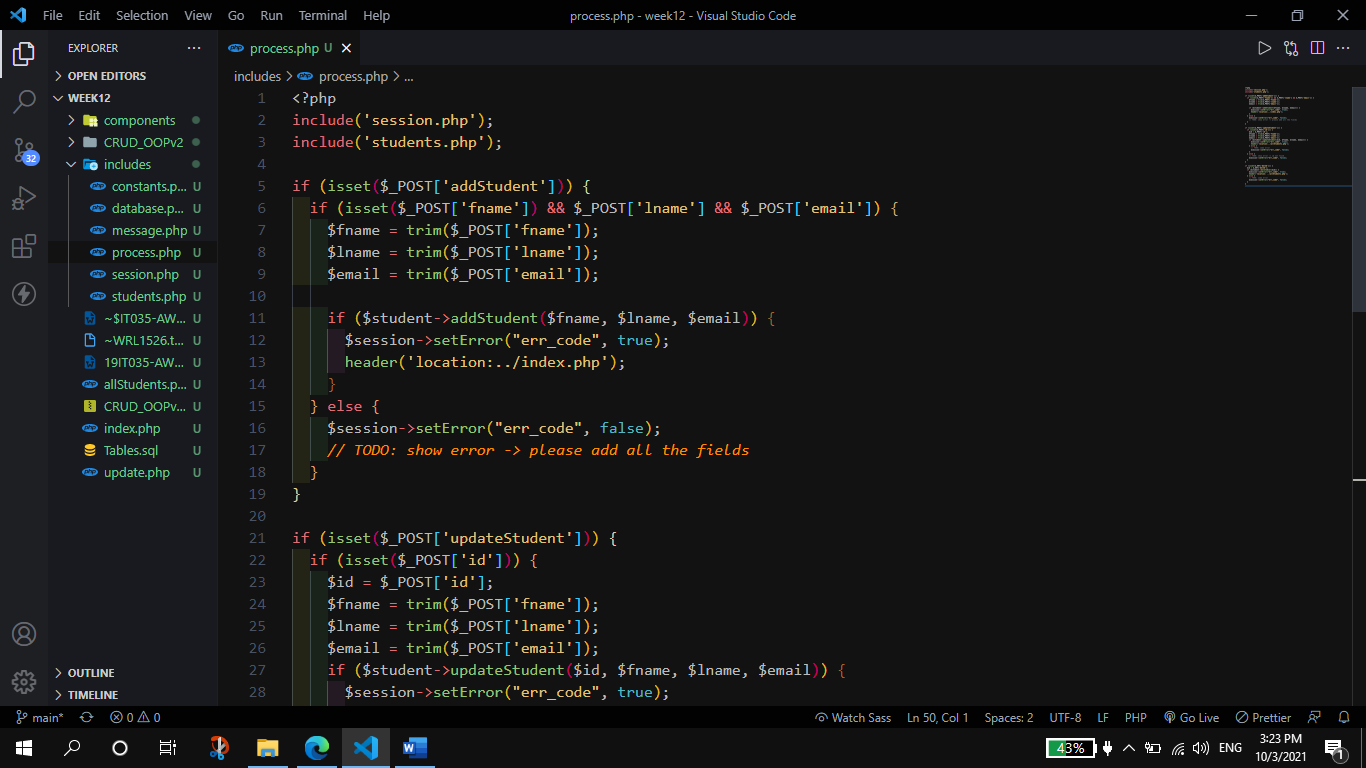 File Edit Selection View Go Run Terminal Help process.php - week12 - Visual Studio Code
EXPLORER ...
process.php U
OPEN EDITORS
includes > process.php > ...
WEEK12
components
CRUD_OOPv2
includes
constants.p... U
database.p... U
message.php U
process.php U
session.php U
students.php U
~$IT035-AW... U
~WRL1526.t... U
19IT035-AW... U
allStudents.p... U
CRUD_OOPv... U
index.php U
Tables.sql U
update.php U
OUTLINE
TIMELINE
32
1 <?php
2 include('session.php');
3 include('students.php');
4
5 if (isset($_POST['addStudent'])) {
6 if (isset($_POST['fname']) && $_POST['lname'] && $_POST['email']) {
7 $fname = trim($_POST['fname']);
8 $lname = trim($_POST['lname']);
9 $email = trim($_POST['email']);
10
11 if ($student->addStudent($fname, $lname, $email)) {
12 $session->setError("err_code", true);
13 header('location:../index.php');
14 }
15 } else {
16 $session->setError("err_code", false);
17 // TODO: show error -> please add all the fields
18 }
19 }
20
21 if (isset($_POST['updateStudent'])) {
22 if (isset($_POST['id'])) {
23 $id = $_POST['id'];
24 $fname = trim($_POST['fname']);
25 $lname = trim($_POST['lname']);
26 $email = trim($_POST['email']);
27 if ($student->updateStudent($id, $fname, $lname, $email)) {
28 $session->setError("err_code", true);
main* 0 0 Watch Sass Ln 50, Col 1 Spaces: 2 UTF-8 LF PHP Go Live Prettier
43% ENG 3:23 PM
10/3/2021 1